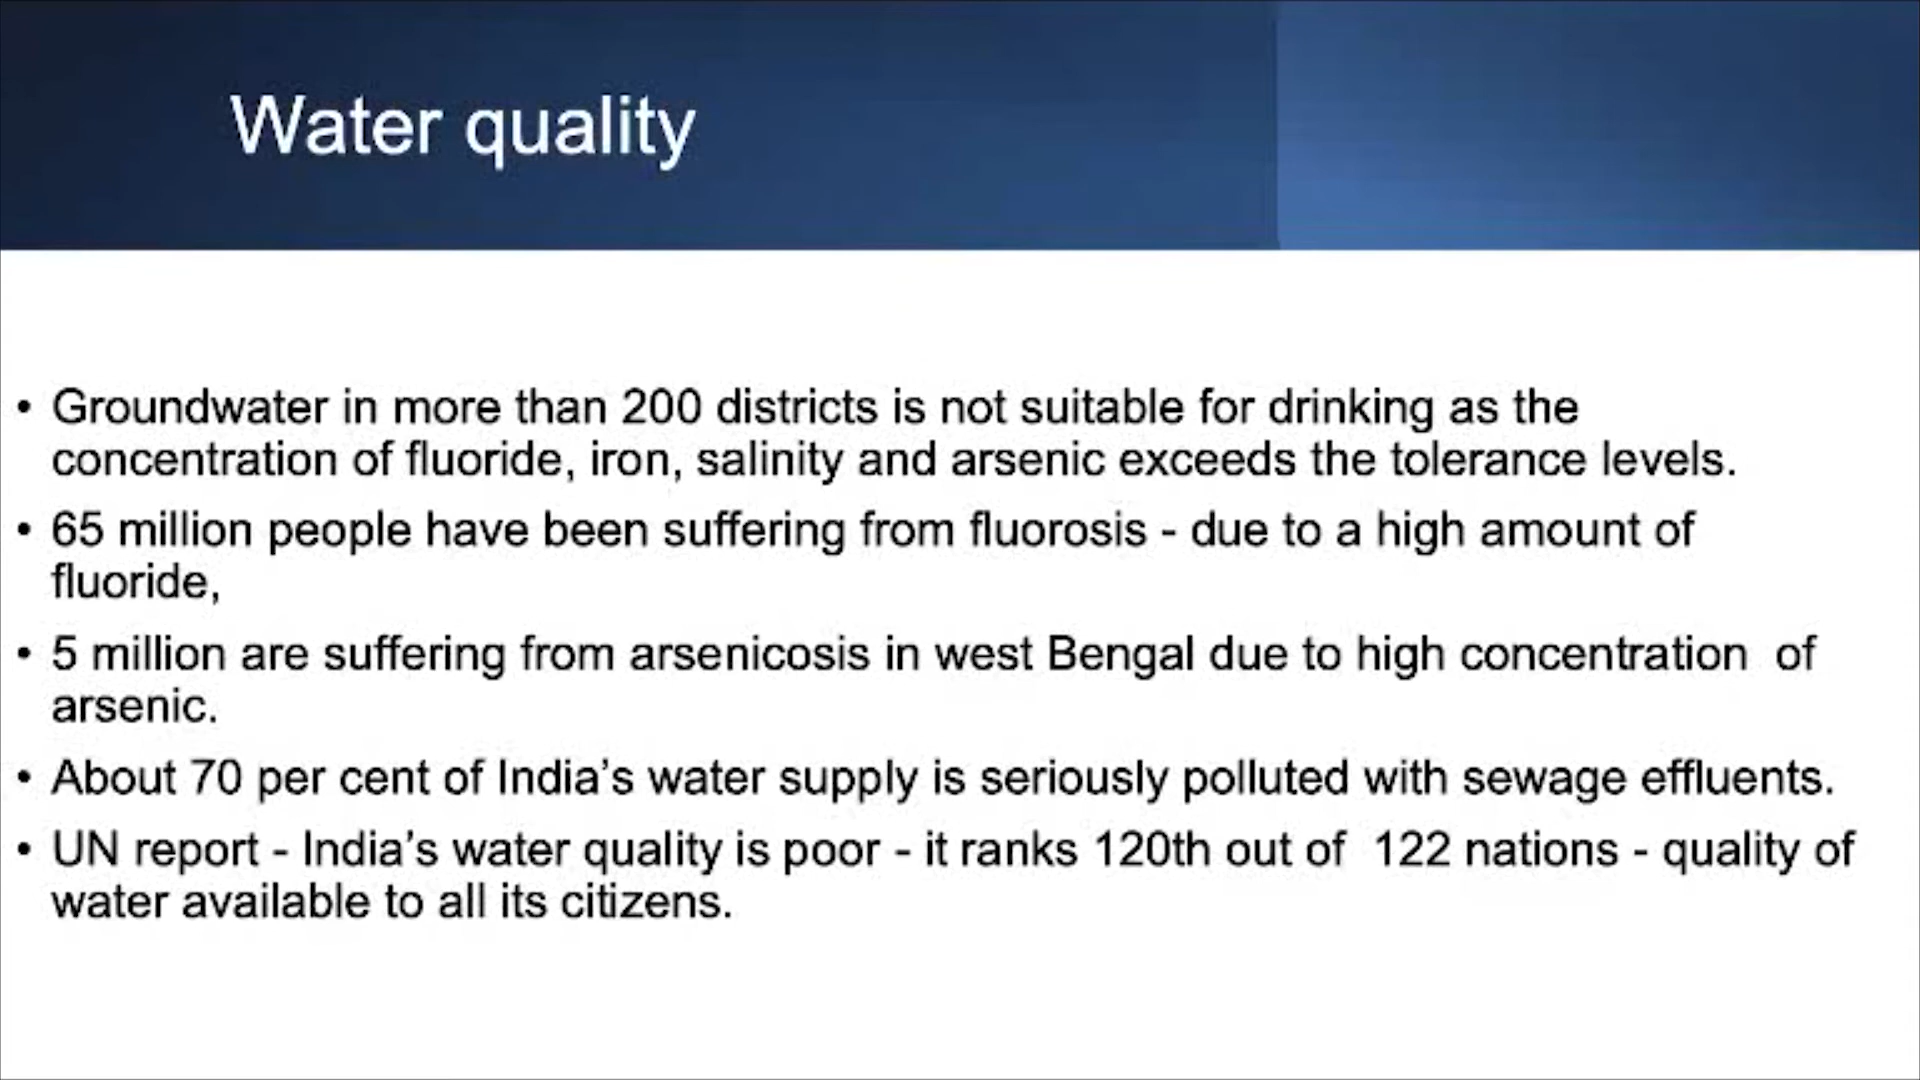 Water quality
• Groundwater in more than 200 districts is not suitable for drinking as the
concentration of fluoride, iron, salinity and arsenic exceeds the tolerance levels.
• 65 million people have been suffering from fluorosis - due to a high amount of
fluoride,
• 5 million are suffering from arsenicosis in west Bengal due to high concentration  of
arsenic.
• About 70 per cent of India’s water supply is seriously polluted with sewage effluents.
• UN report - India’s water quality is poor - it ranks 120th out of  122 nations - quality of
water available to all its citizens.